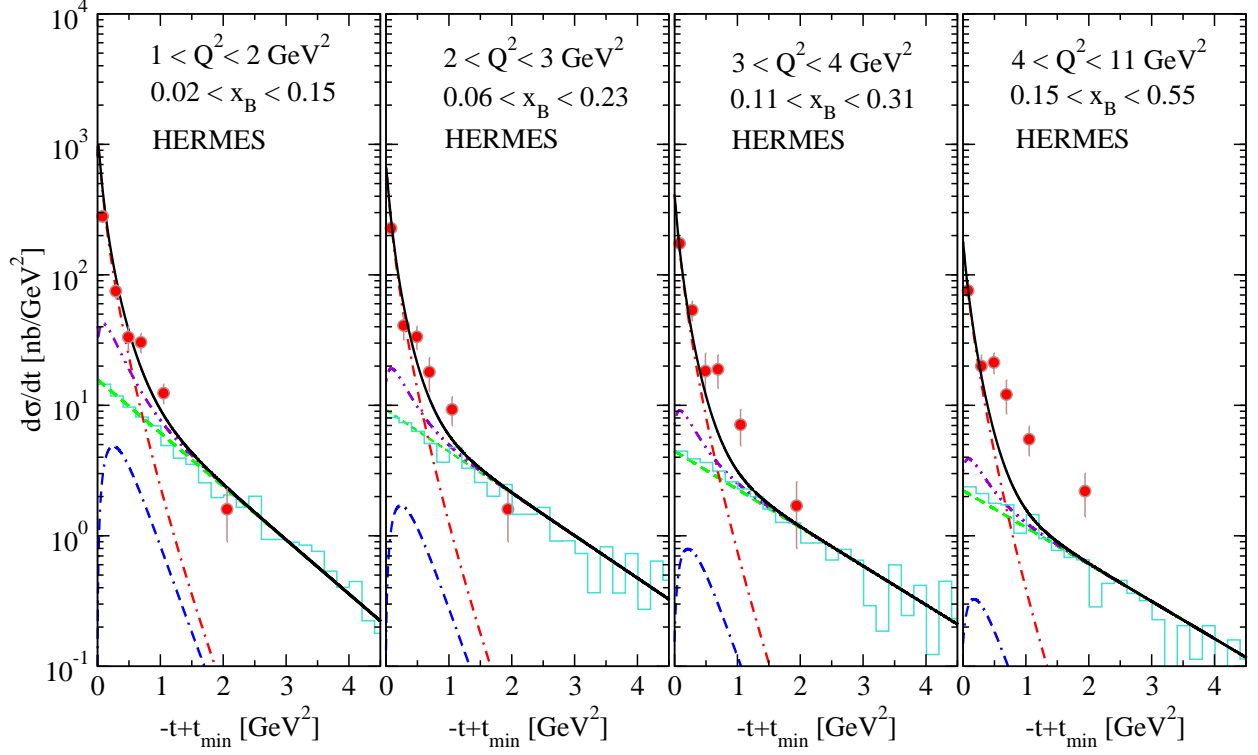 10^4
10^3
10^2
10^1
10^0
10^-1
dσ/dt [nb/GeV^2]
1 < Q^2 < 2 GeV^2
0.02 < x_B < 0.15
HERMES
2 < Q^2 < 3 GeV^2
0.06 < x_B < 0.23
HERMES
3 < Q^2 < 4 GeV^2
0.11 < x_B < 0.31
HERMES
4 < Q^2 < 11 GeV^2
0.15 < x_B < 0.55
HERMES
0 1 2 3 4 0 1 2 3 4 0 1 2 3 4 0 1 2 3 4
-t+t_min [GeV^2] -t+t_min [GeV^2] -t+t_min [GeV^2] -t+t_min [GeV^2]